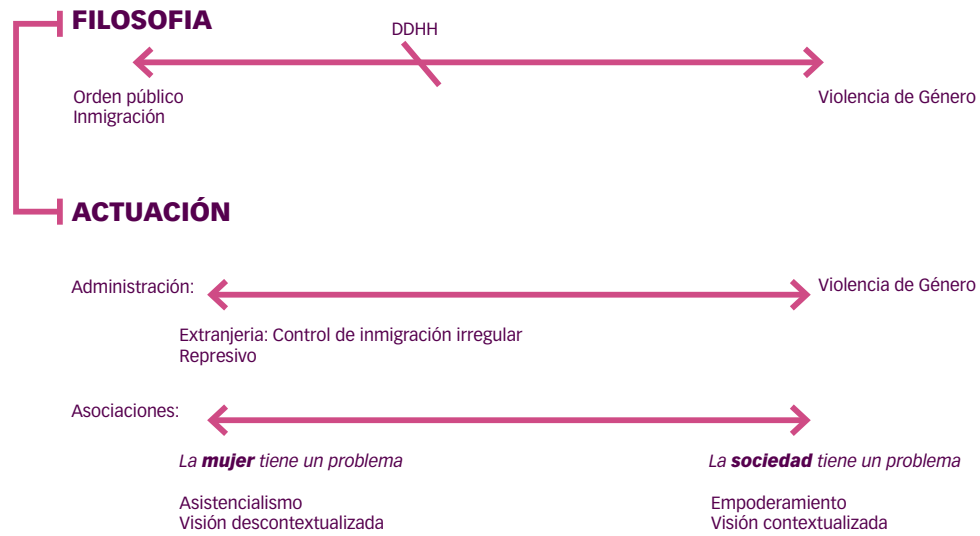 FILOSOFIA
DDHH
Orden público
Inmigración
Violencia de Género
ACTUACIÓN
Administración:
Violencia de Género
Extranjeria: Control de inmigración irregular
Represivo
Asociaciones:
La mujer tiene un problema
La sociedad tiene un problema
Asistencialismo
Visión descontextualizada
Empoderamiento
Visión contextualizada